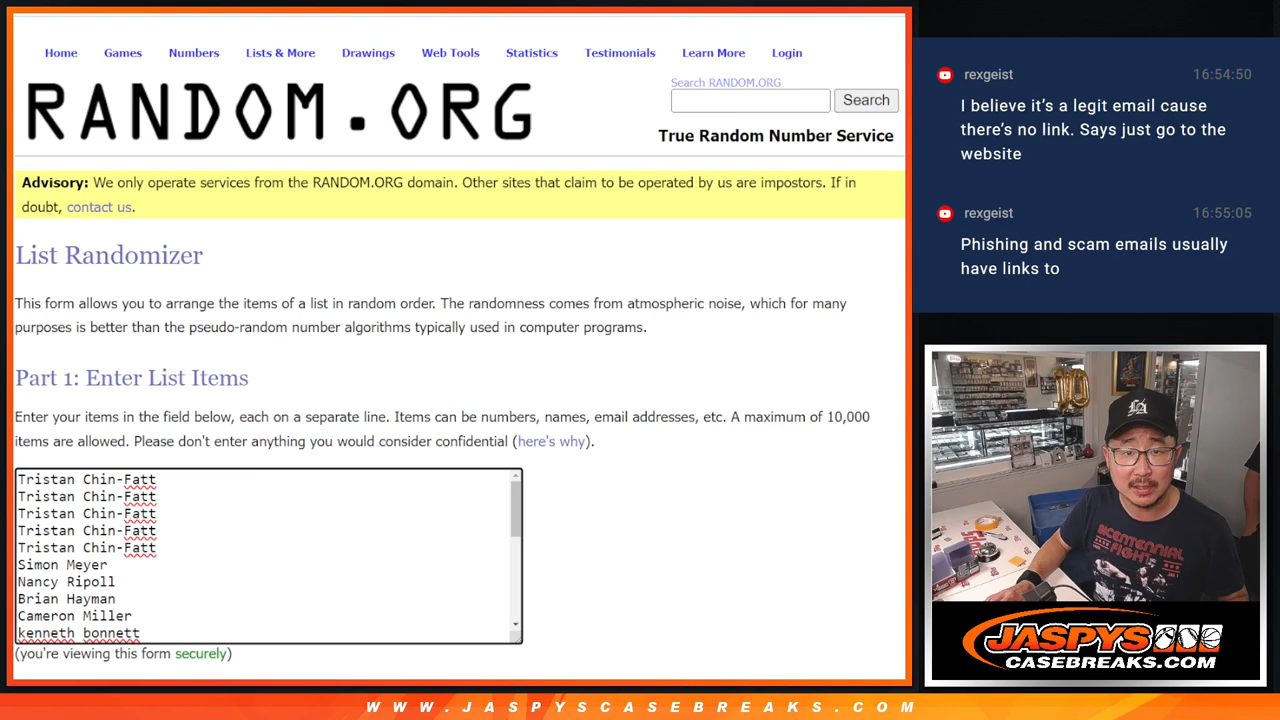 Home Games Numbers Lists & More Drawings Web Tools Statistics Testimonials Learn More Login
RANDOM.ORG
Search RANDOM.ORG
Search
True Random Number Service
Advisory: We only operate services from the RANDOM.ORG domain. Other sites that claim to be operated by us are impostors. If in
doubt, contact us.
List Randomizer
This form allows you to arrange the items of a list in random order. The randomness comes from atmospheric noise, which for many
purposes is better than the pseudo-random number algorithms typically used in computer programs.
Part 1: Enter List Items
Enter your items in the field below, each on a separate line. Items can be numbers, names, email addresses, etc. A maximum of 10,000
items are allowed. Please don't enter anything you would consider confidential (here's why).
Tristan Chin-Fatt
Tristan Chin-Fatt
Tristan Chin-Fatt
Tristan Chin-Fatt
Tristan Chin-Fatt
Simon Meyer
Nancy Ripoll
Brian Hayman
Cameron Miller
kenneth bonnett
(you're viewing this form securely)
rexgeist 16:54:50
I believe it's a legit email cause
there's no link. Says just go to the
website
rexgeist 16:55:05
Phishing and scam emails usually
have links to
10
LA
BICENTENNIAL
FIGHT
JASPYS
CASEBREAKS.COM
WWW.JASPYSCASEBREAKS.COM